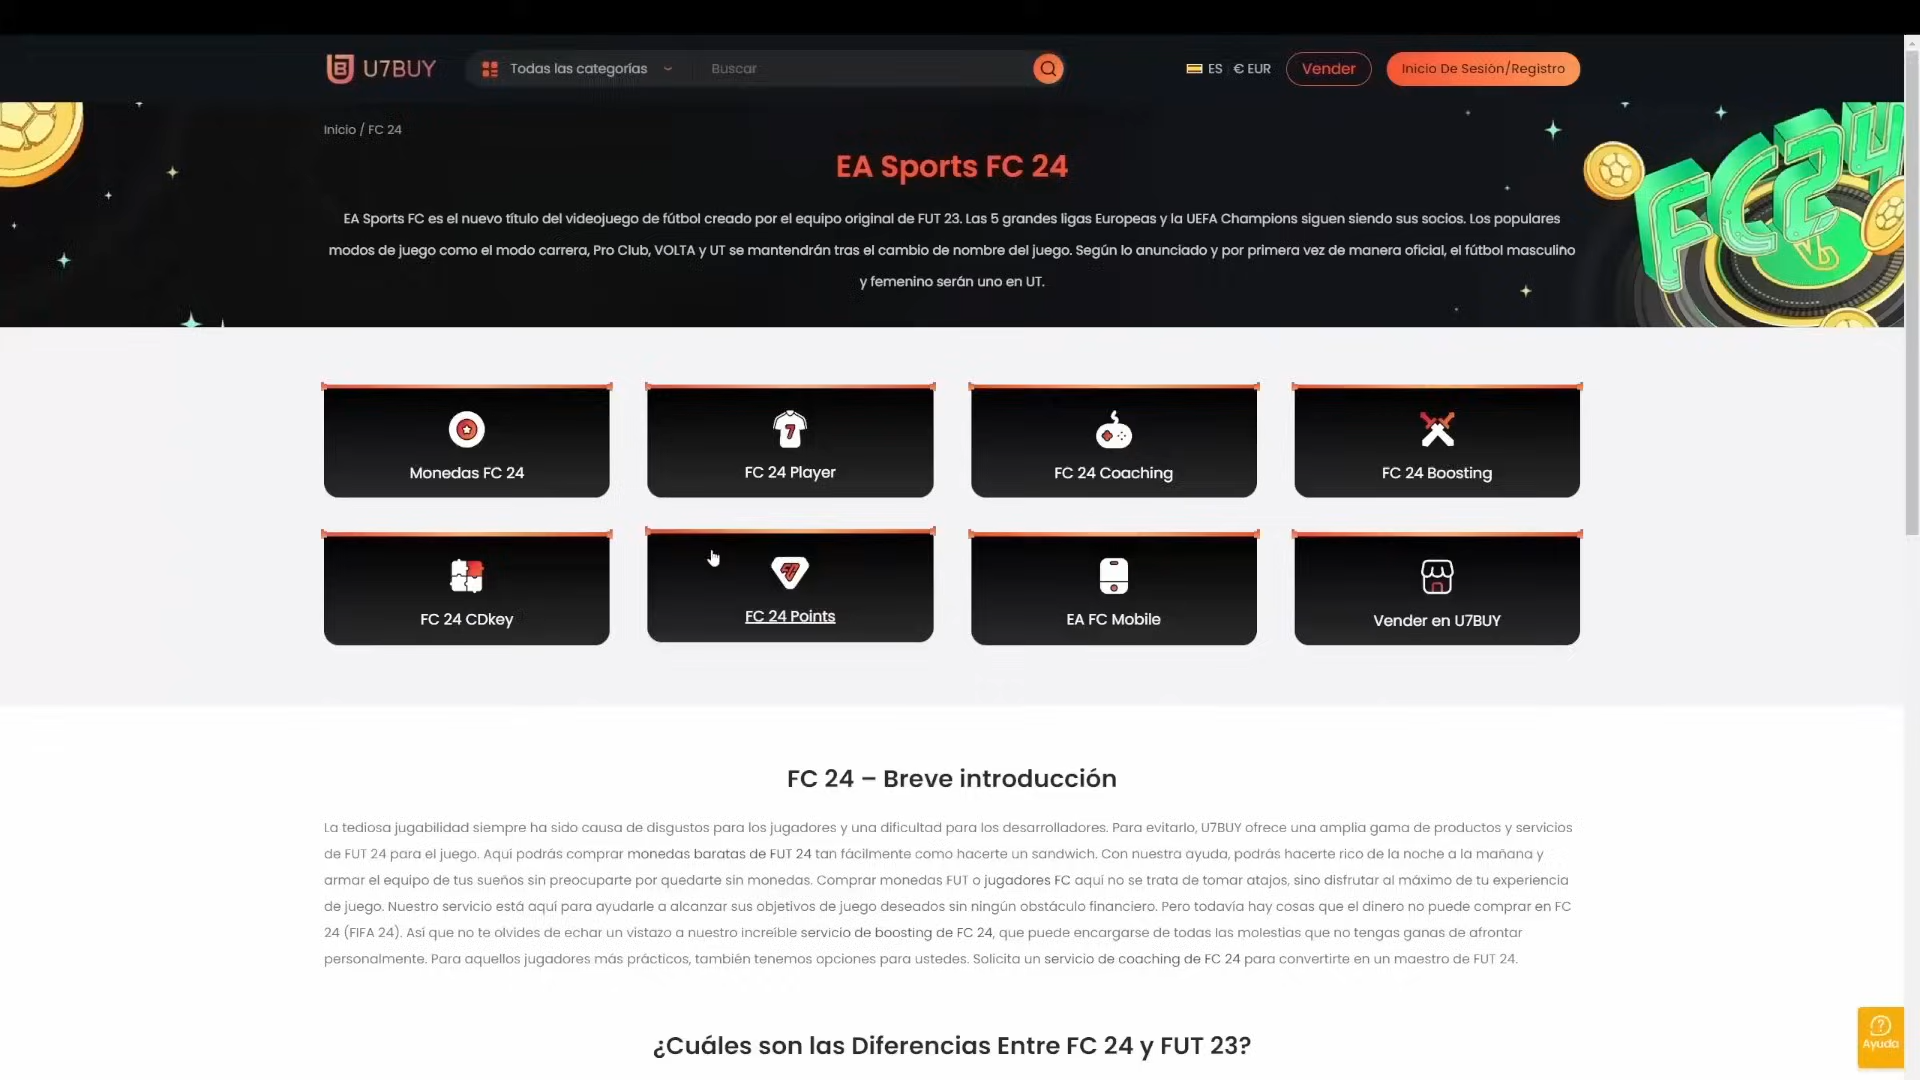 U7BUY
Todas las categorías
Buscar
ES
€ EUR
Vender
Inicio De Sesión/Registro
Inicio / FC 24
EA Sports FC 24
EA Sports FC es el nuevo título del videojuego de fútbol creado por el equipo original de FUT 23. Las 5 grandes ligas Europeas y la UEFA Champions siguen siendo sus socios. Los populares
modos de juego como el modo carrera, Pro Club, VOLTA y UT se mantendrán tras el cambio de nombre del juego. Según lo anunciado y por primera vez de manera oficial, el fútbol masculino
y femenino serán uno en UT.
FC24
Monedas FC 24
7
FC 24 Player
FC 24 Coaching
FC 24 Boosting
FC 24 CDkey
FC 24 Points
EA FC Mobile
Vender en U7BUY
FC 24 – Breve introducción
La tediosa jugabilidad siempre ha sido causa de disgustos para los jugadores y una dificultad para los desarrolladores. Para evitarlo, U7BUY ofrece una amplia gama de productos y servicios
de FUT 24 para el juego. Aquí podrás comprar monedas baratas de FUT 24 tan fácilmente como hacerte un sandwich. Con nuestra ayuda, podrás hacerte rico de la noche a la mañana y
armar el equipo de tus sueños sin preocuparte por quedarte sin monedas. Comprar monedas FUT o jugadores FC aquí no se trata de tomar atajos, sino disfrutar al máximo de tu experiencia
de juego. Nuestro servicio está aquí para ayudarle a alcanzar sus objetivos de juego deseados sin ningún obstáculo financiero. Pero todavía hay cosas que el dinero no puede comprar en FC
24 (FIFA 24). Así que no te olvides de echar un vistazo a nuestro increíble servicio de boosting de FC 24, que puede encargarse de todas las molestias que no tengas ganas de afrontar
personalmente. Para aquellos jugadores más prácticos, también tenemos opciones para ustedes. Solicita un servicio de coaching de FC 24 para convertirte en un maestro de FUT 24.
¿Cuáles son las Diferencias Entre FC 24 y FUT 23?
Ayuda